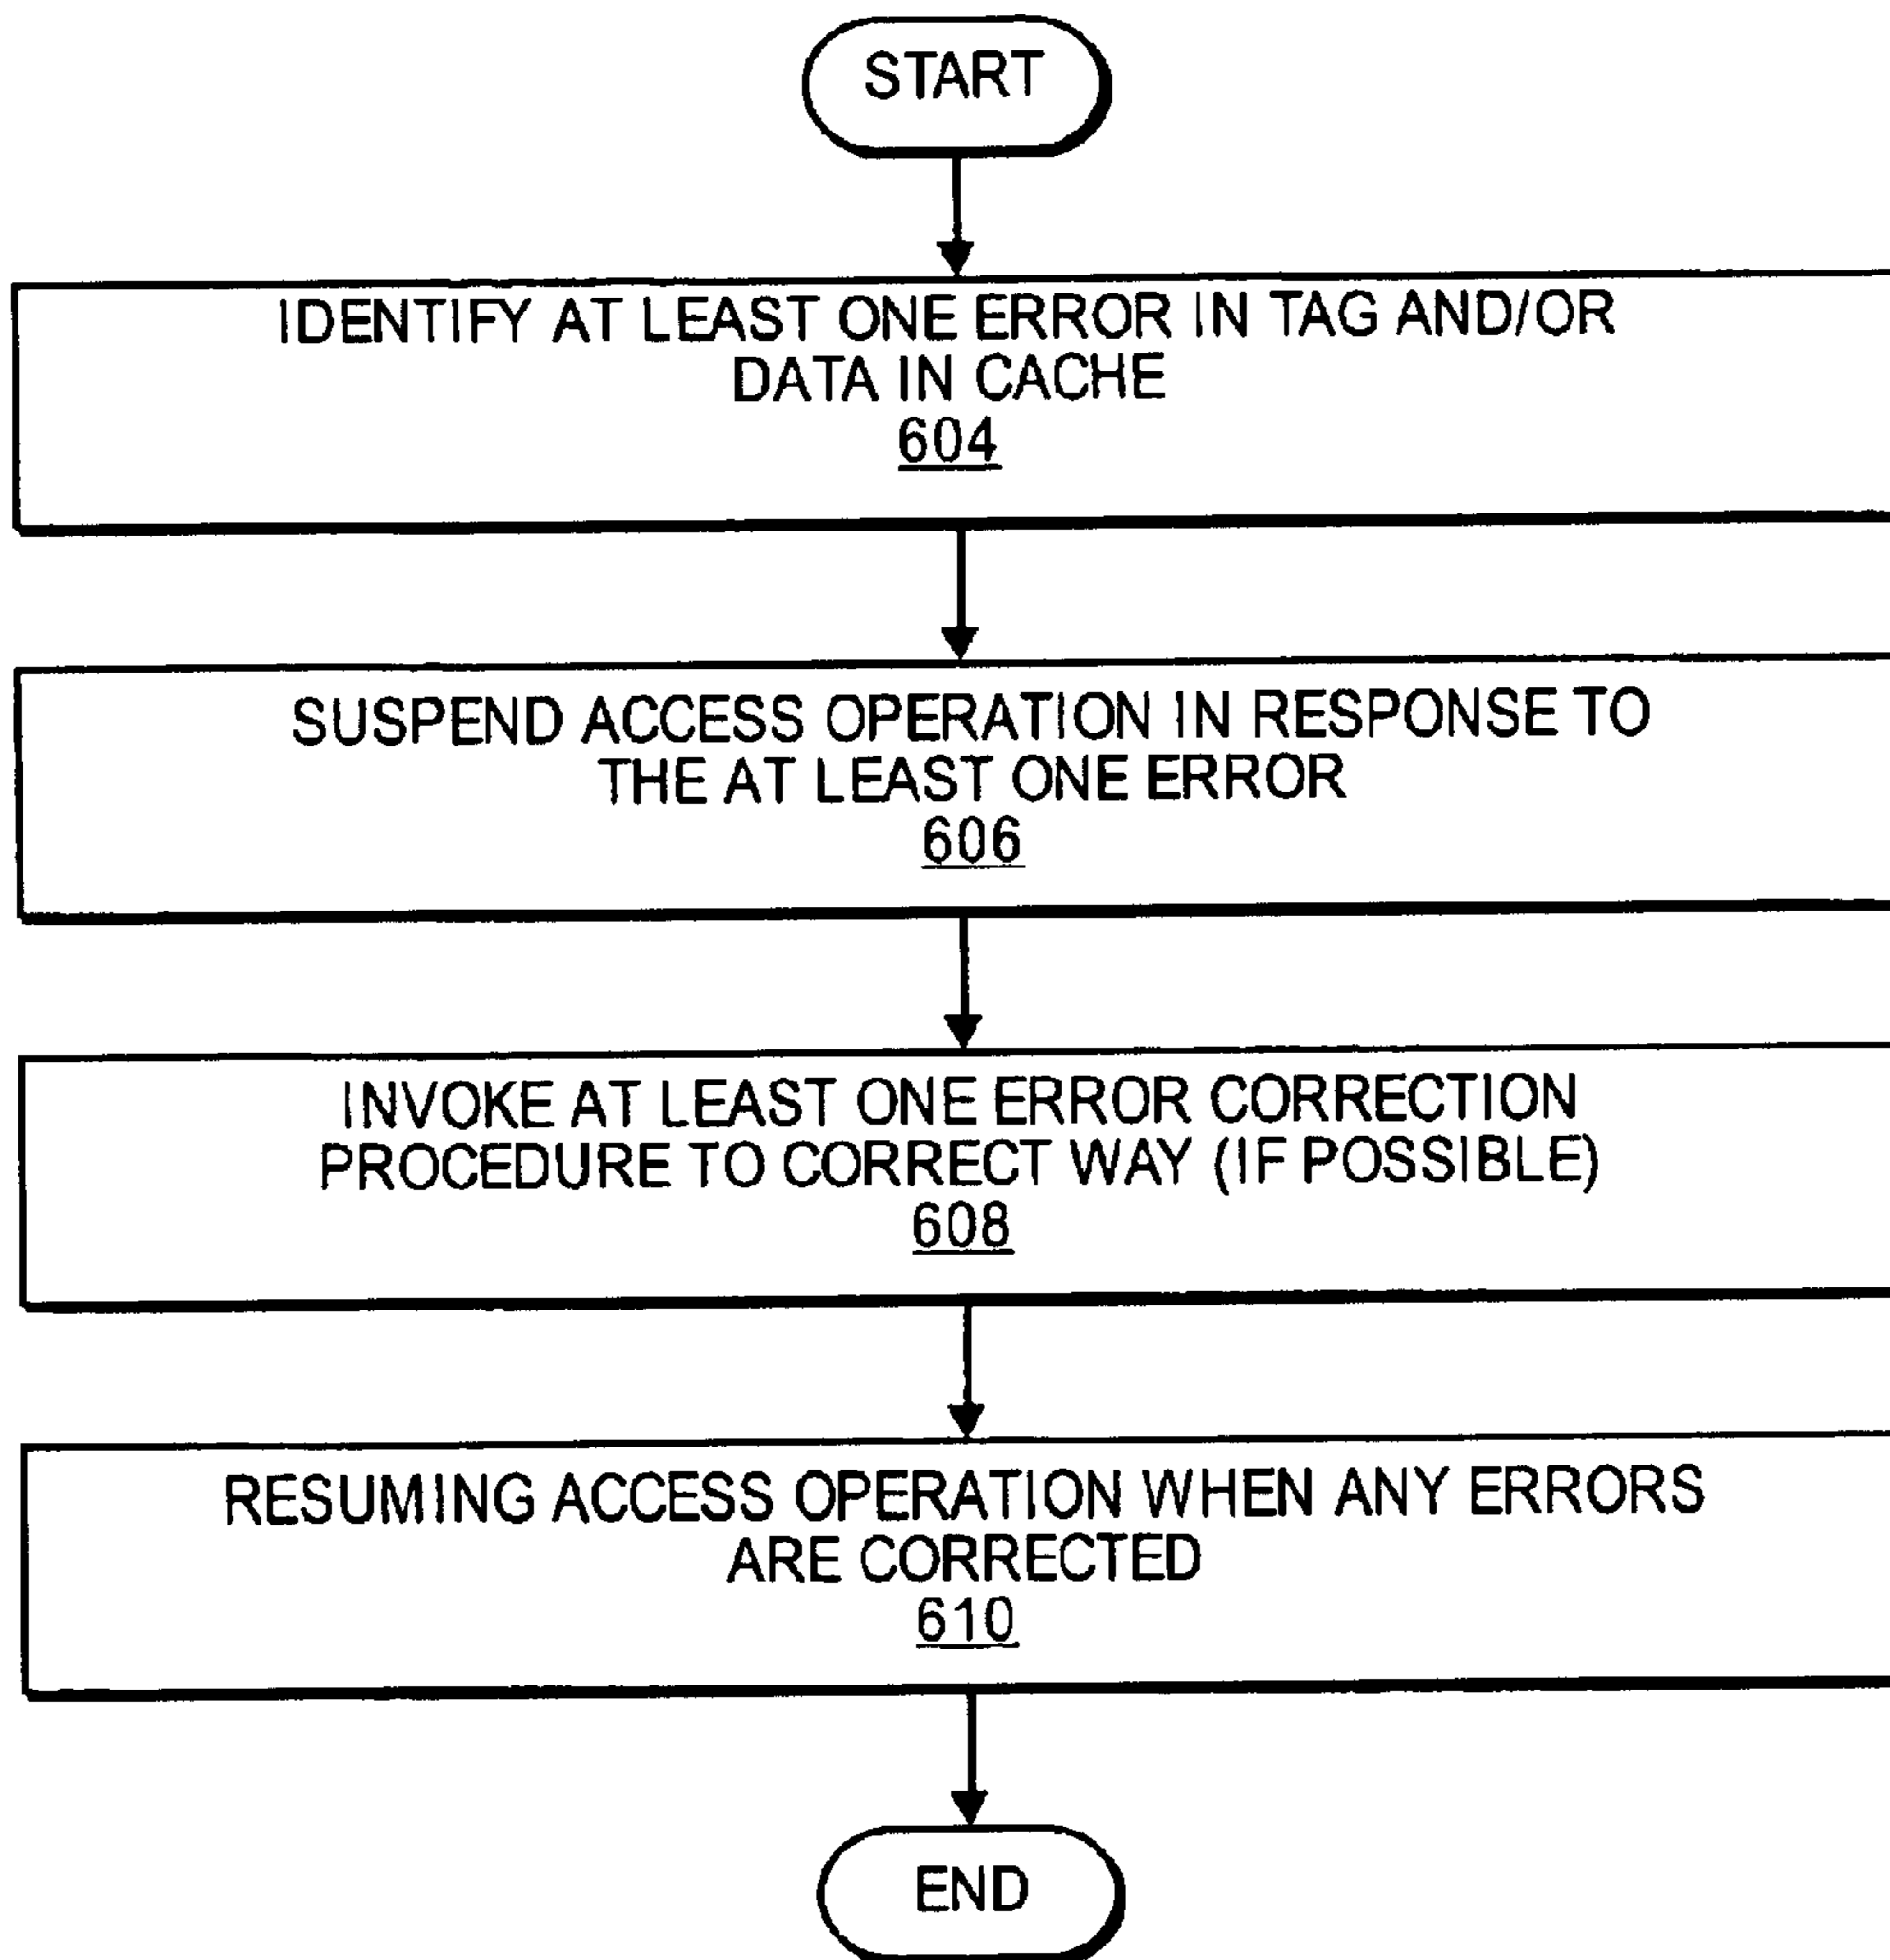 START
IDENTIFY AT LEAST ONE ERROR IN TAG AND/OR
DATA IN CACHE
604
SUSPEND ACCESS OPERATION IN RESPONSE TO
THE AT LEAST ONE ERROR
606
INVOKE AT LEAST ONE ERROR CORRECTION
PROCEDURE TO CORRECT WAY (IF POSSIBLE)
608
RESUMING ACCESS OPERATION WHEN ANY ERRORS
ARE CORRECTED
610
END